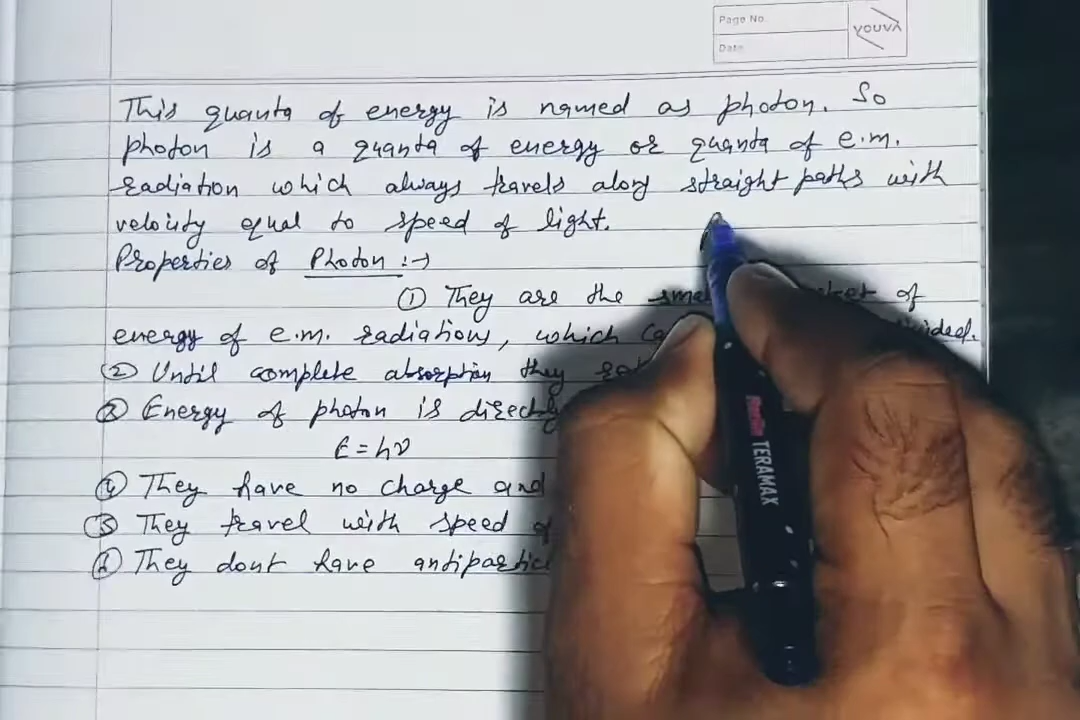 Page No.
Date
YOUVA
This quanta of energy is named as photon. So
photon is a quanta of energy or quanta of e.m.
radiation which always travels along straight paths with
velocity equal to speed of light.
Properties of Photon :→
① They are the of
energy of e.m. radiations, which
② Until complete absorption they
③ Energy of photon is directly
E = hν
④ They have no charge and
⑤ They travel with speed
⑥ They dont have
TERAMAX